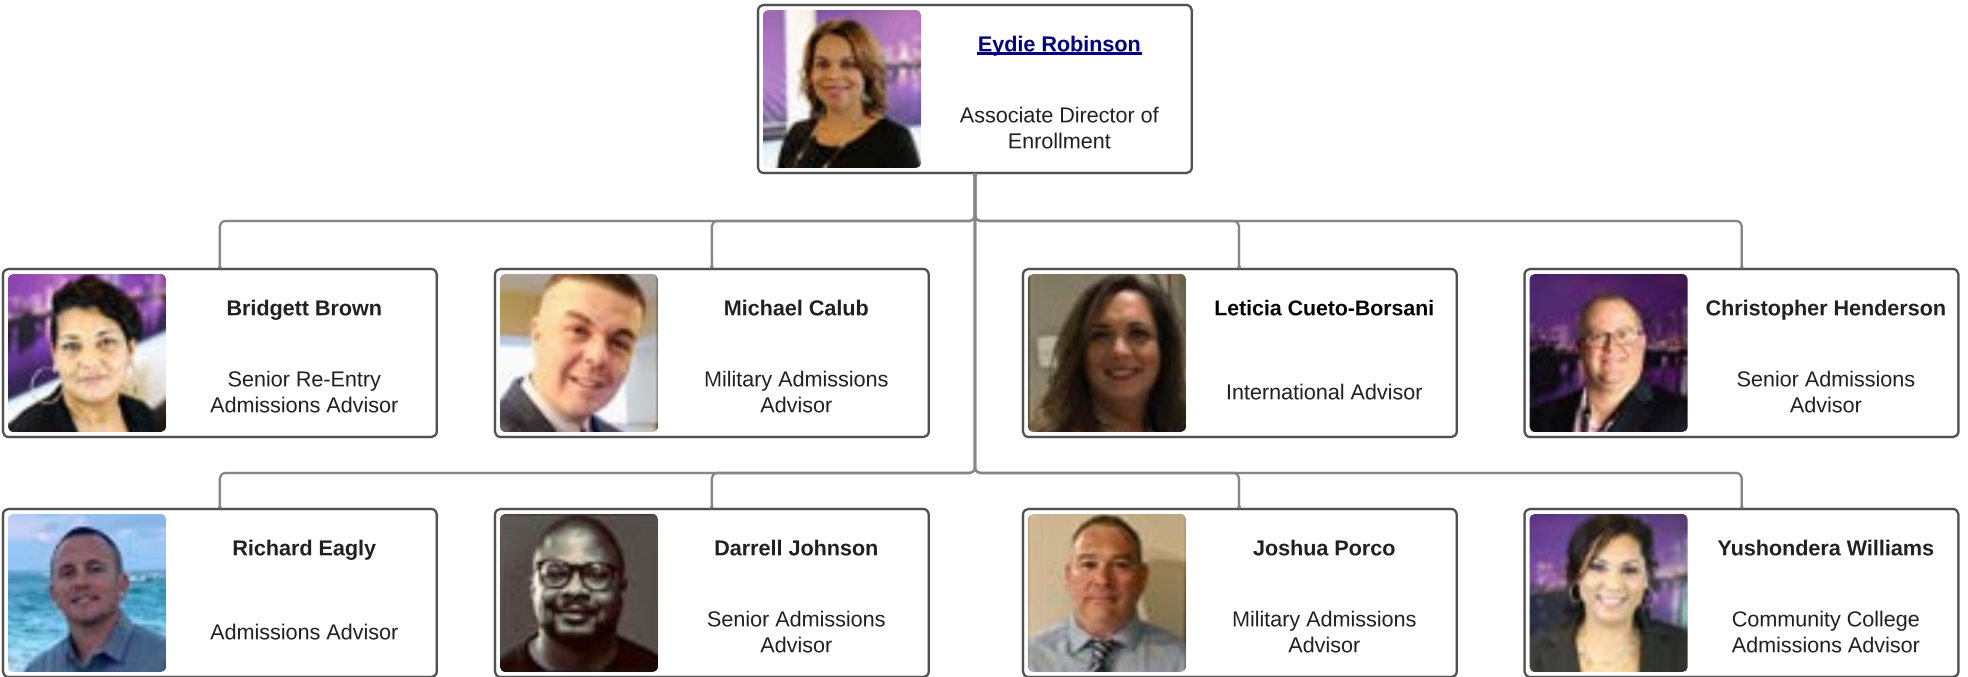 Eydie Robinson
Associate Director of
Enrollment
Bridgett Brown
Senior Re-Entry
Admissions Advisor
Michael Calub
Military Admissions
Advisor
Leticia Cueto-Borsani
International Advisor
Christopher Henderson
Senior Admissions
Advisor
Richard Eagly
Admissions Advisor
Darrell Johnson
Senior Admissions
Advisor
Joshua Porco
Military Admissions
Advisor
Yushondera Williams
Community College
Admissions Advisor